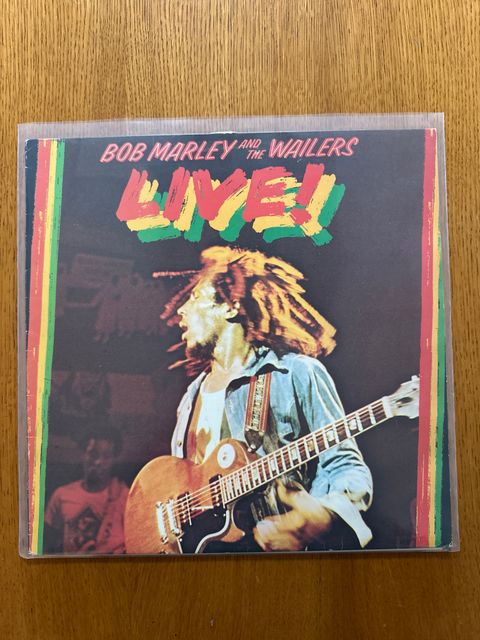 BOB MARLEY AND THE WAILERS
LIVE!